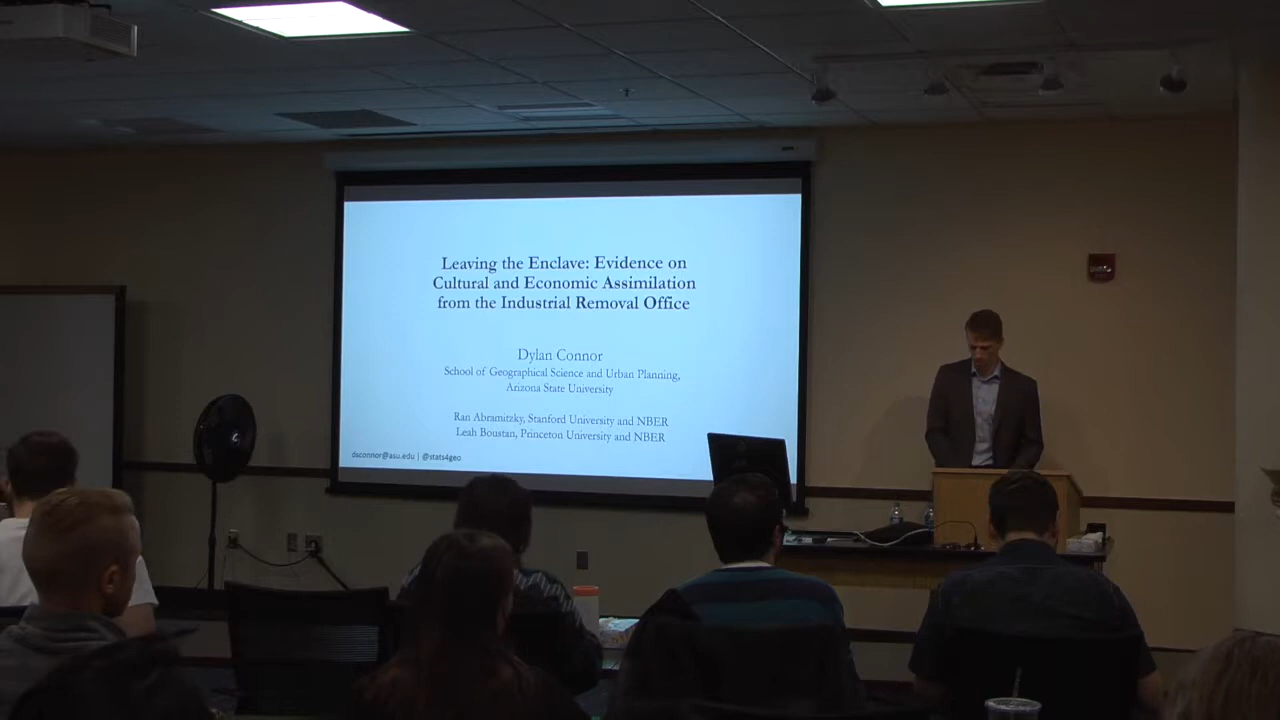 Leaving the Enclave: Evidence on
Cultural and Economic Assimilation
from the Industrial Removal Office
Dylan Connor
School of Geographical Science and Urban Planning,
Arizona State University
Ran Abramitzky, Stanford University and NBER
Leah Boustan, Princeton University and NBER
dsconnor@asu.edu | @stats4geo